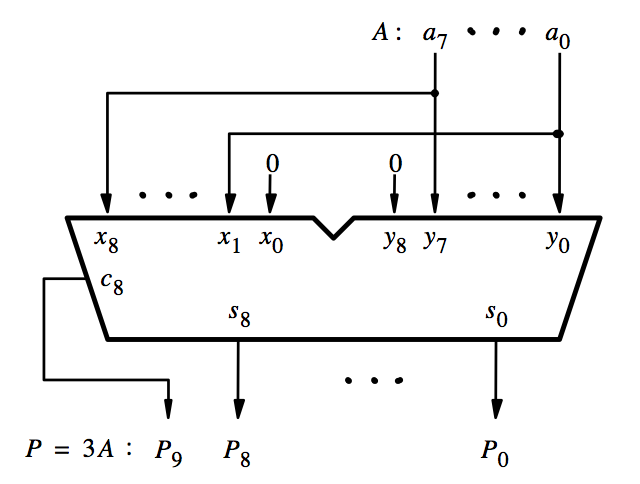 A : a7 • • • a0
0 0
• • • • • •
x8 x1 x0 y8 y7 y0
c8
s8 s0
• • •
P = 3A : P9 P8 P0